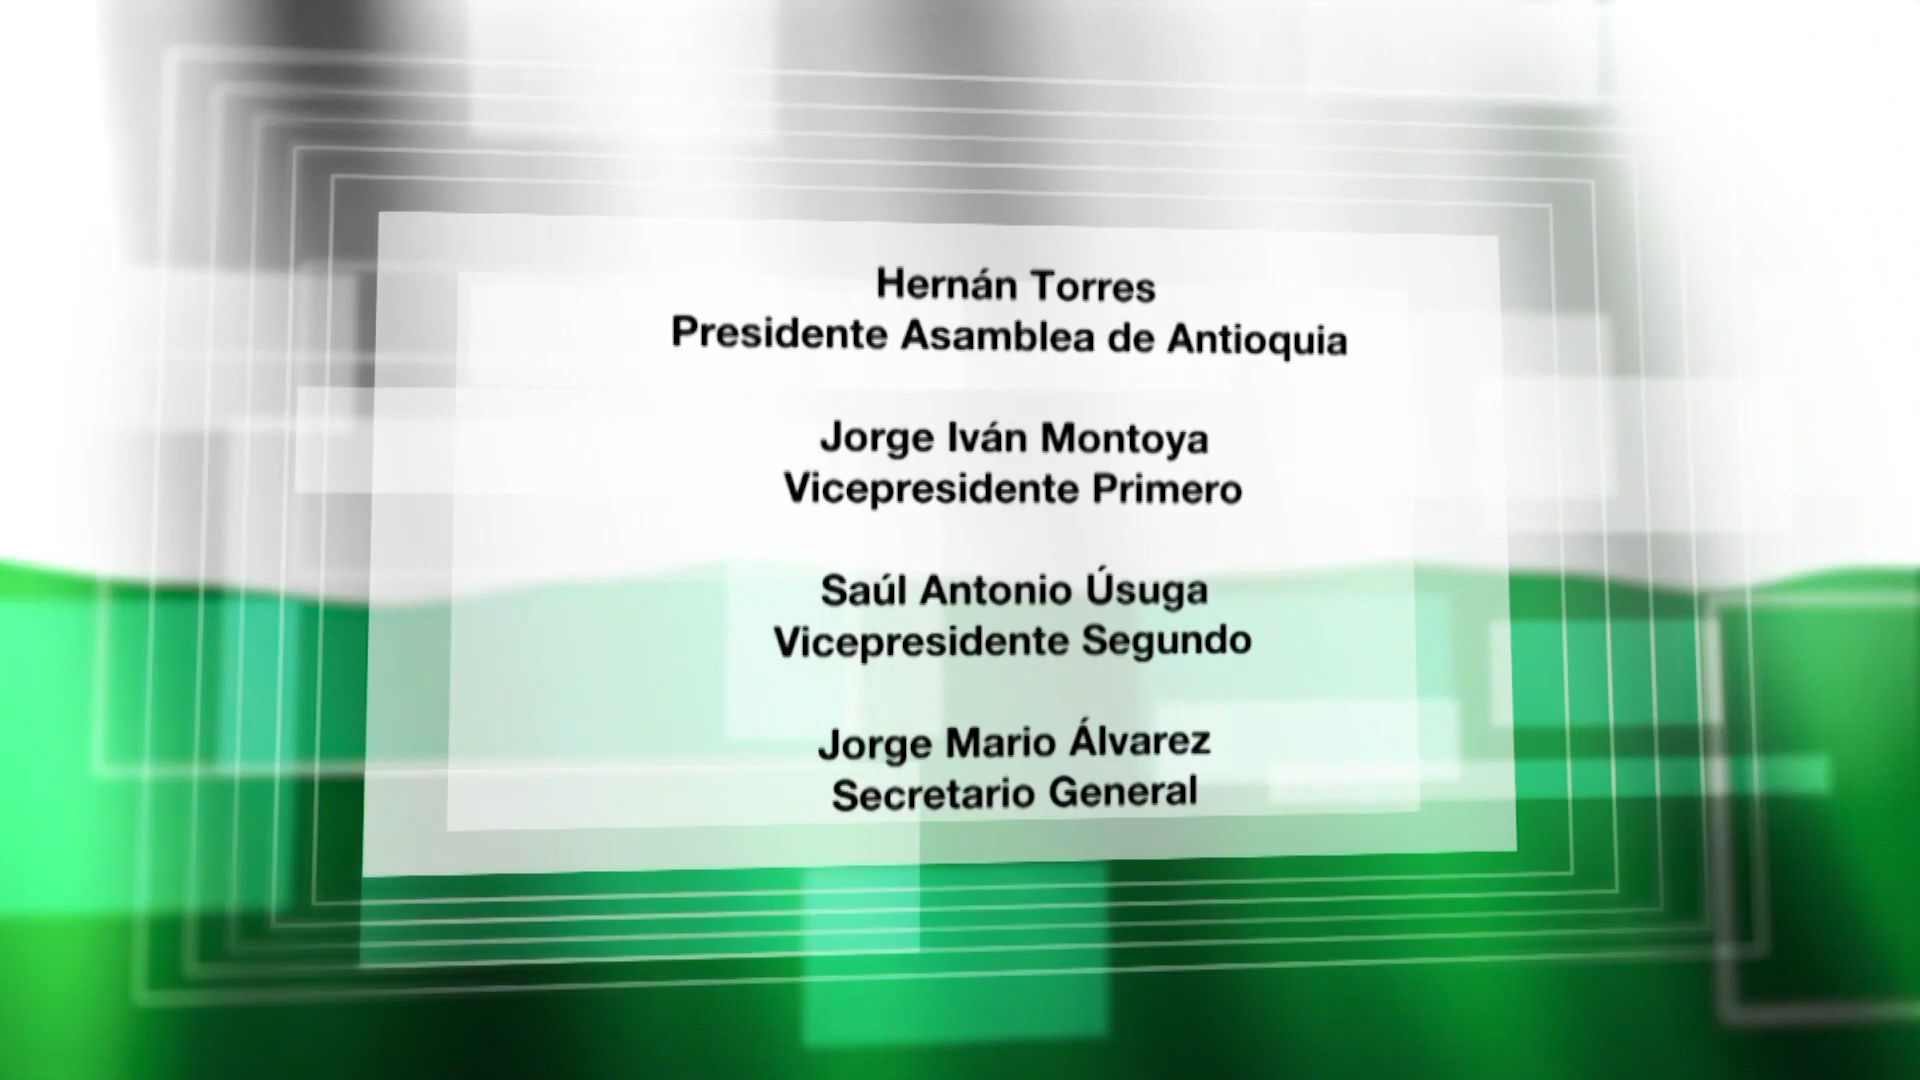 Hernán Torres
Presidente Asamblea de Antioquia
Jorge Iván Montoya
Vicepresidente Primero
Saúl Antonio Úsuga
Vicepresidente Segundo
Jorge Mario Álvarez
Secretario General